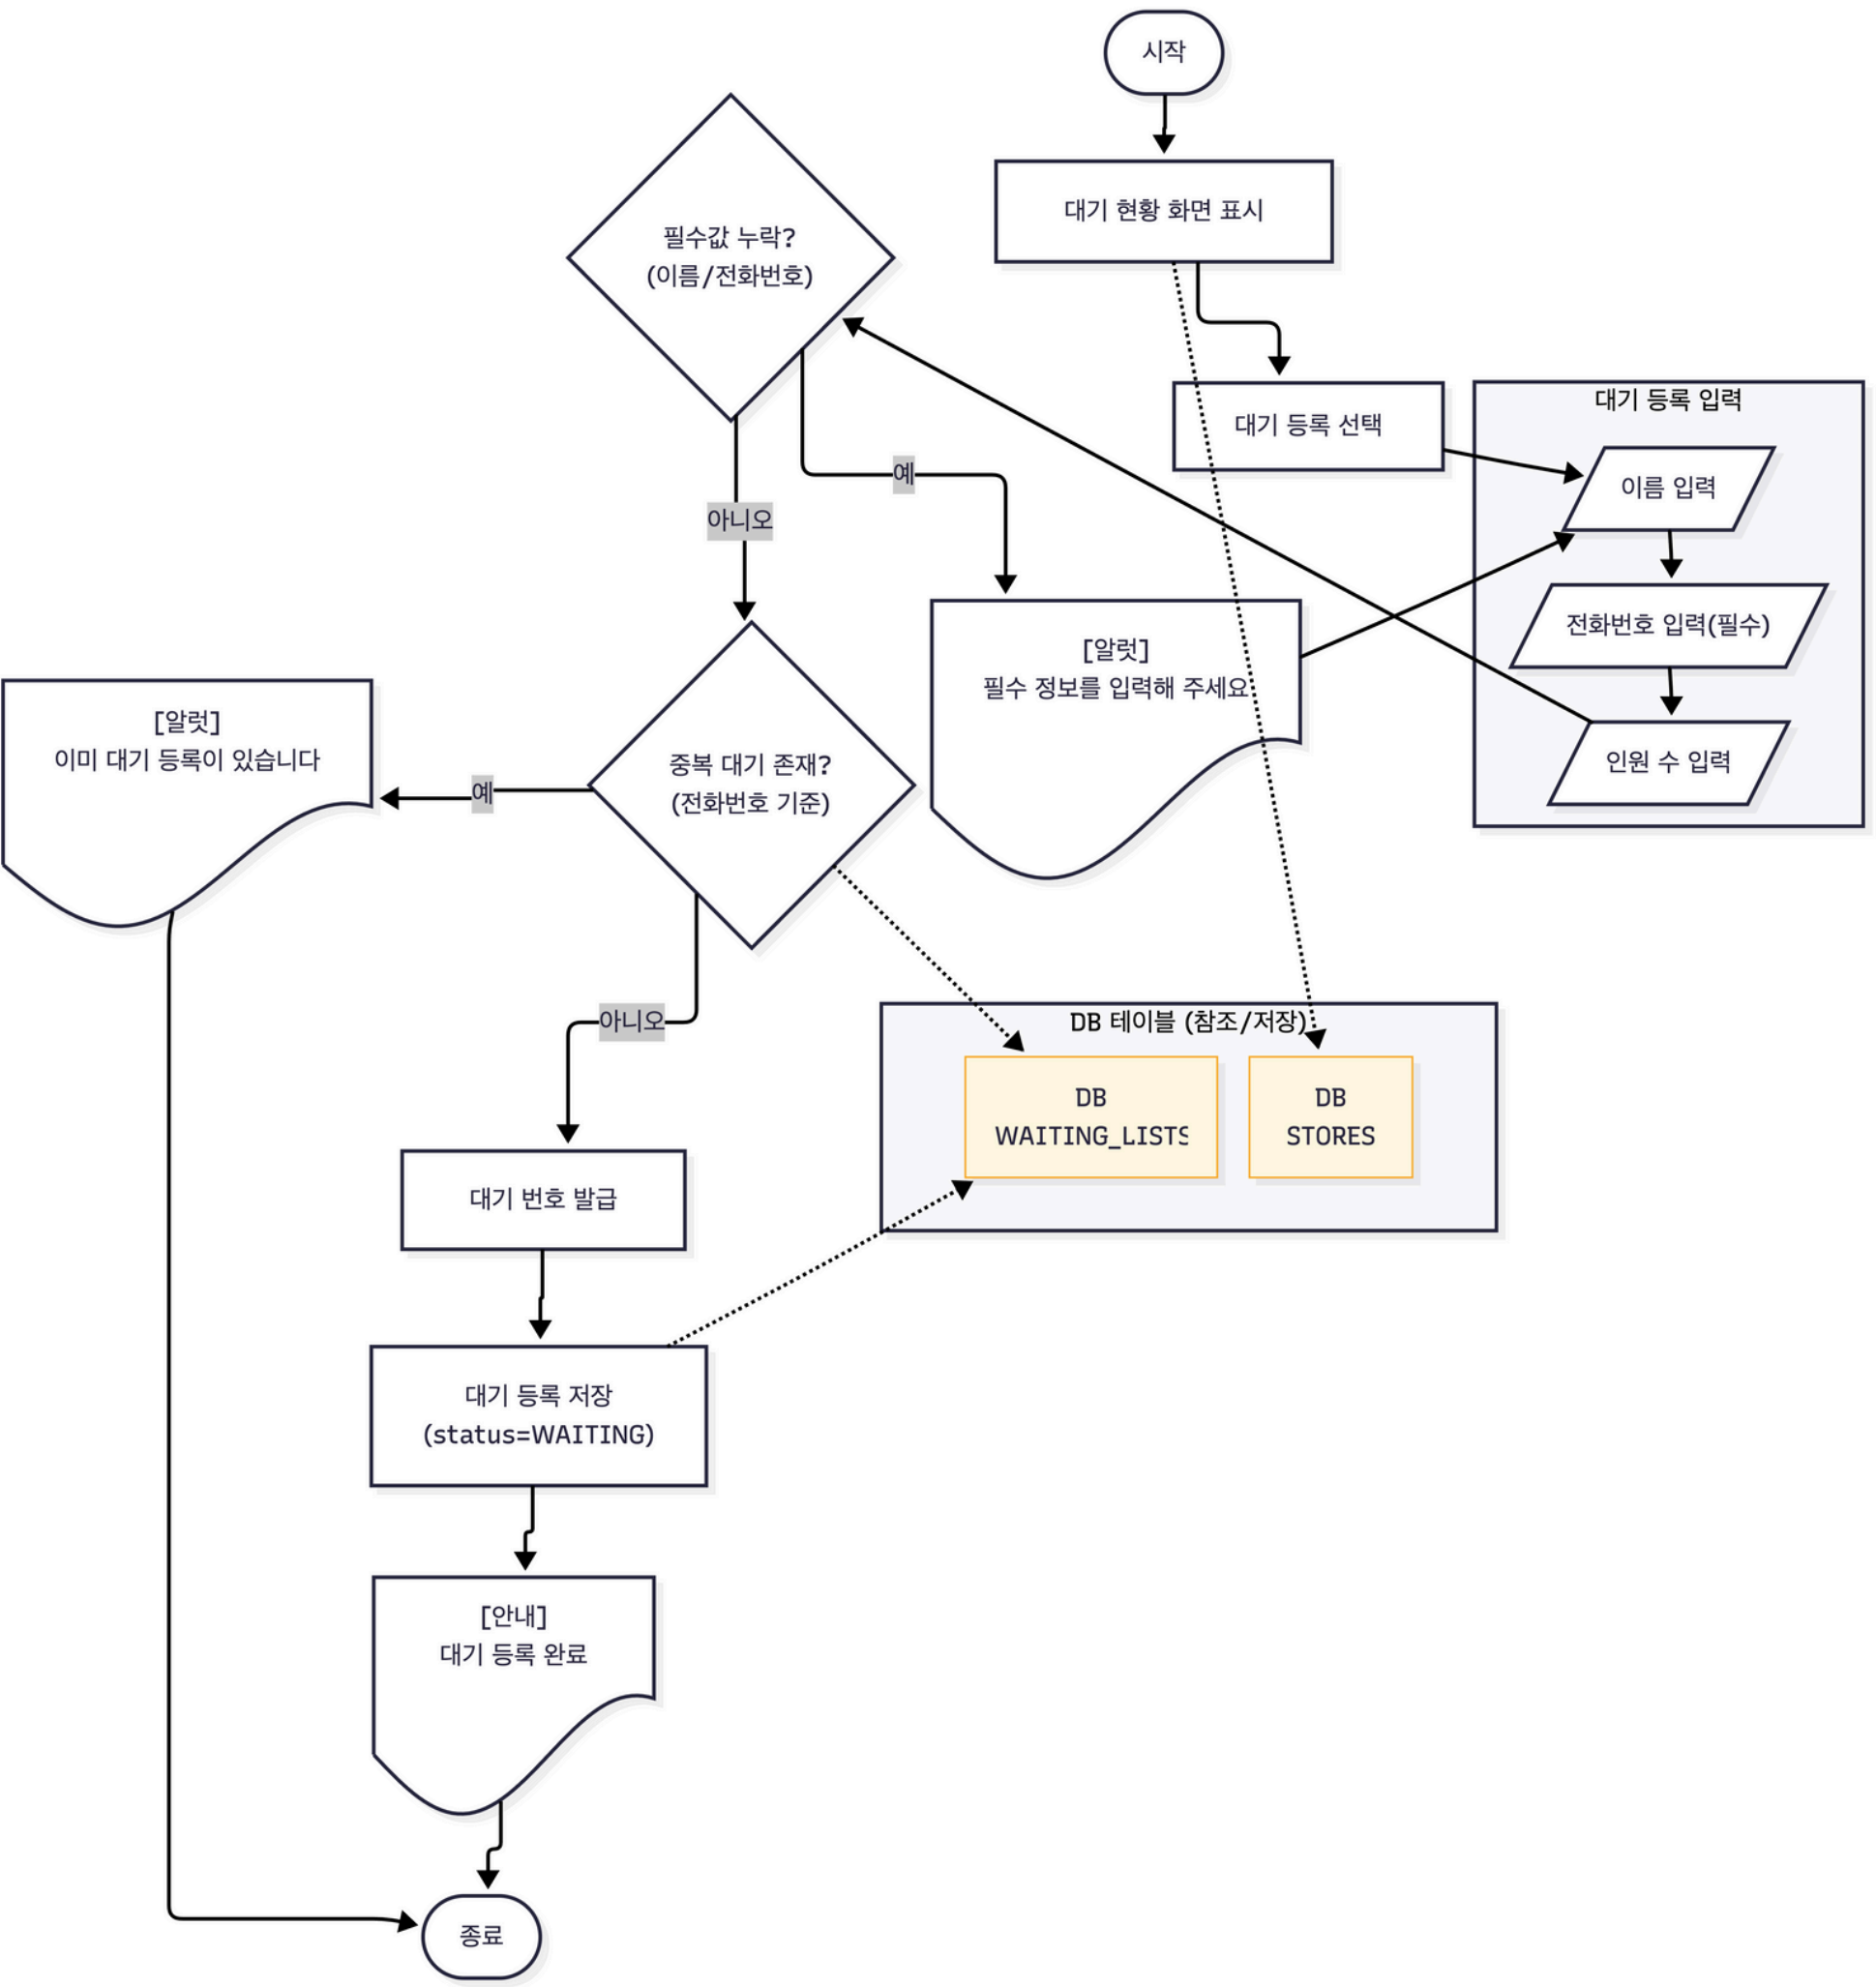 시작
대기 현황 화면 표시
필수값 누락?
(이름/전화번호)
대기 등록 선택
대기 등록 입력
이름 입력
전화번호 입력(필수)
인원 수 입력
예
아니오
[알럿]
필수 정보를 입력해 주세요
[알럿]
이미 대기 등록이 있습니다
예
중복 대기 존재?
(전화번호 기준)
아니오
DB 테이블 (참조/저장)
DB
WAITING_LISTS
DB
STORES
대기 번호 발급
대기 등록 저장
(status=WAITING)
[안내]
대기 등록 완료
종료